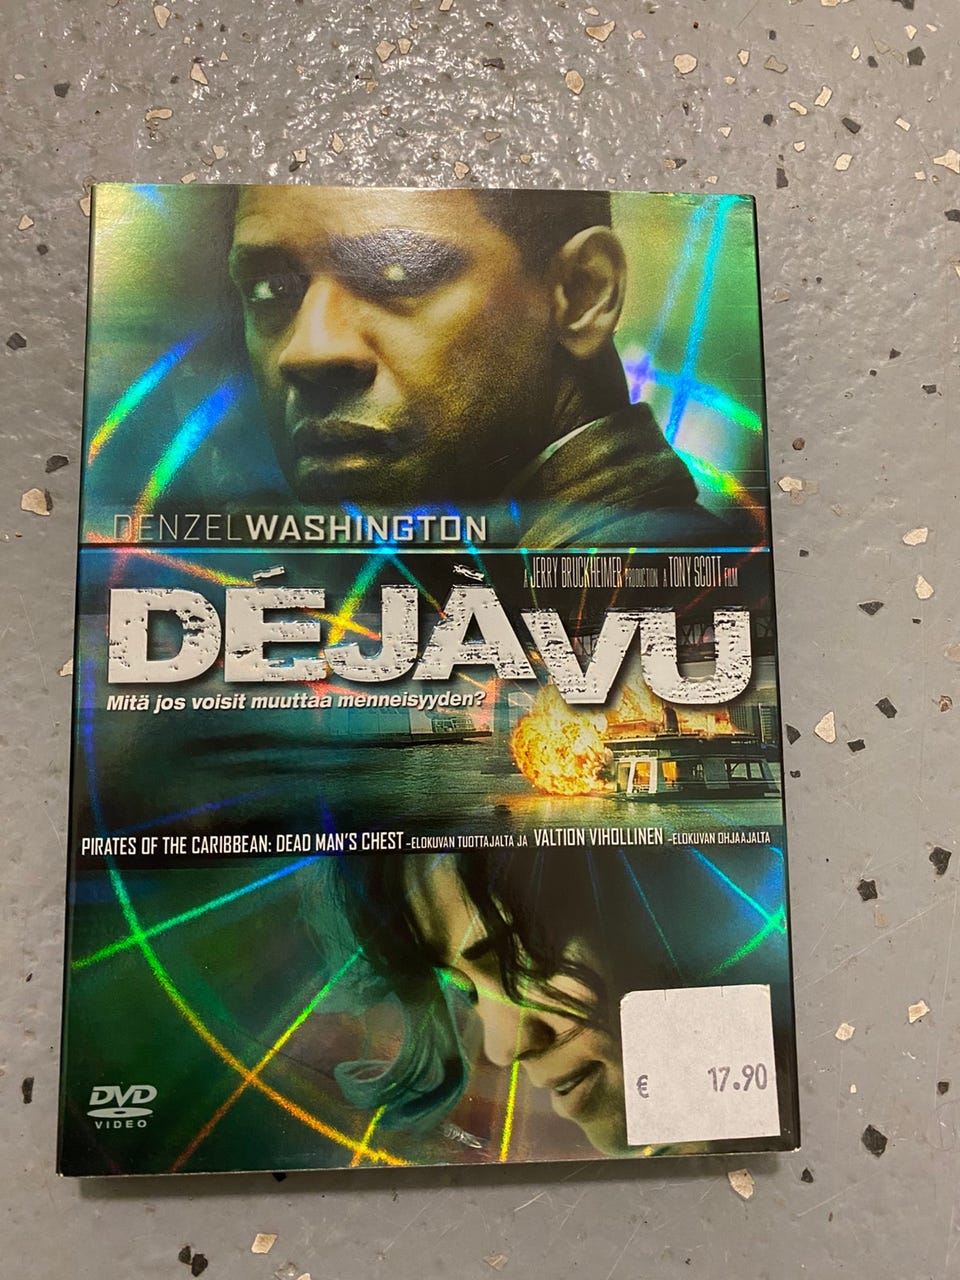 DENZEL WASHINGTON
A JERRY BRUCKHEIMER PRODUCTION A TONY SCOTT FILM
DÉJÀ VU
Mitä jos voisit muuttaa menneisyyden?
PIRATES OF THE CARIBBEAN: DEAD MAN'S CHEST -ELOKUVAN TUOTTAJALTA JA VALTION VIHOLLINEN -ELOKUVAN OHJAAJALTA
€ 17.90
DVD
VIDEO